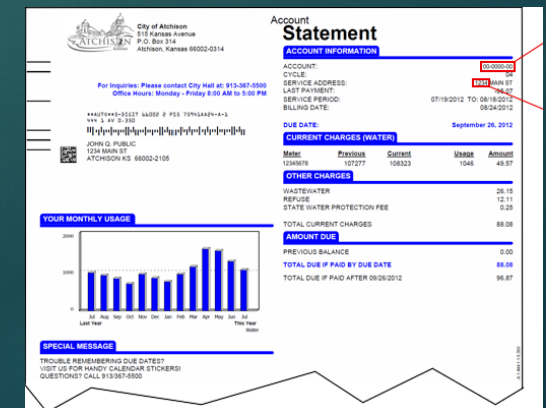 ATCHISON
City of Atchison
515 Kansas Avenue
P.O. Box 314
Atchison, Kansas 66002-0314
For Inquiries: Please contact City Hall at: 913-367-5500
Office Hours: Monday - Friday 8:00 AM to 5:00 PM
JOHN Q. PUBLIC
1234 MAIN ST
ATCHISON KS 66002-2105
YOUR MONTHLY USAGE
2000
1000
0
Jul Aug Sep Oct Nov Dec Jan Feb Mar Apr May Jun Jul
Last Year This Year
Water
SPECIAL MESSAGE
TROUBLE REMEMBERING DUE DATES?
VISIT US FOR HANDY CALENDAR STICKERS!
QUESTIONS? CALL 913/367-5500
Account
Statement
ACCOUNT INFORMATION
ACCOUNT: 00-0000-00
CYCLE: 04
SERVICE ADDRESS: 1234 MAIN ST
LAST PAYMENT:
SERVICE PERIOD: 07/19/2012 TO: 08/18/2012
BILLING DATE: 08/24/2012
DUE DATE: September 26, 2012
CURRENT CHARGES (WATER)
Meter Previous Current Usage Amount
12345678 107277 108323 1046 49.57
OTHER CHARGES
WASTEWATER 26.15
REFUSE 12.11
STATE WATER PROTECTION FEE 0.25
TOTAL CURRENT CHARGES 88.08
AMOUNT DUE
PREVIOUS BALANCE 0.00
TOTAL DUE IF PAID BY DUE DATE 88.08
TOTAL DUE IF PAID AFTER 09/26/2012 96.87